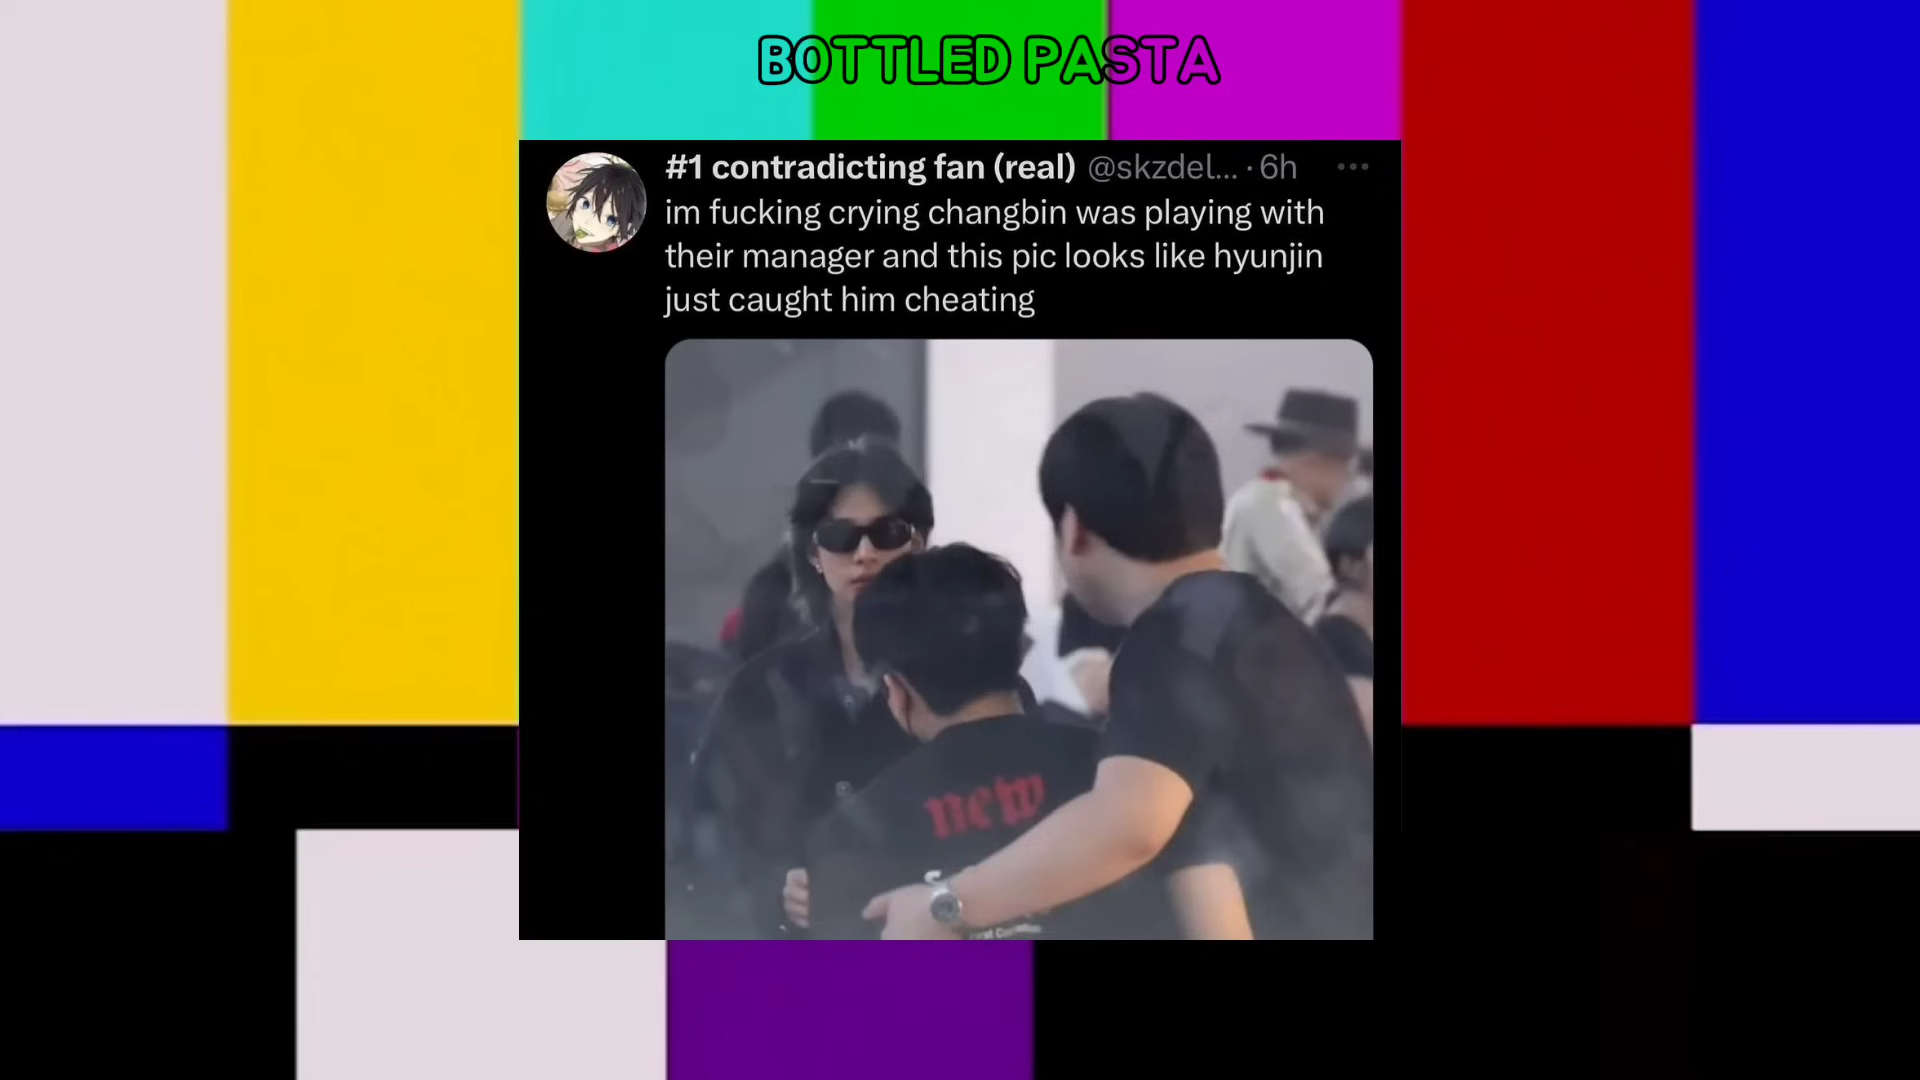 BOTTLED PASTA
#1 contradicting fan (real) @skzdel... · 6h
im fucking crying changbin was playing with
their manager and this pic looks like hyunjin
just caught him cheating
new